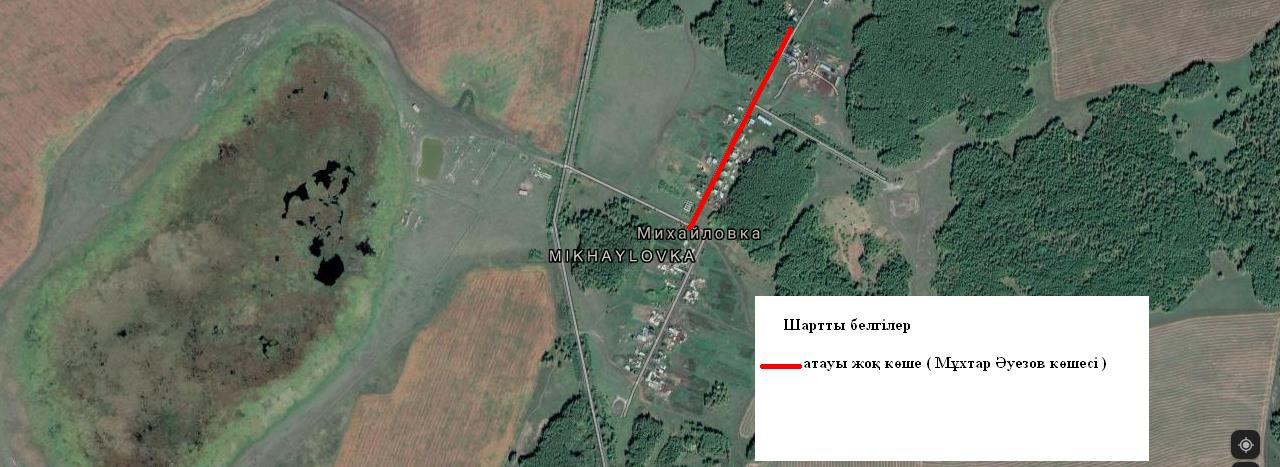 Михайловка
MIKHAYLOVKA
Шартты белгілер
атауы жоқ көше ( Мұхтар Әуезов көшесі )